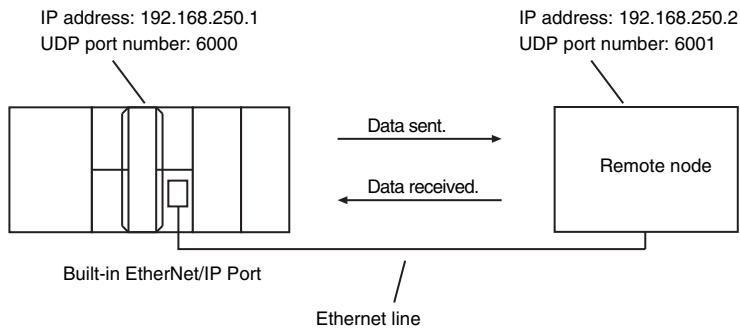 IP address: 192.168.250.1
UDP port number: 6000
IP address: 192.168.250.2
UDP port number: 6001
Data sent.
Remote node
Data received.
Built-in EtherNet/IP Port
Ethernet line